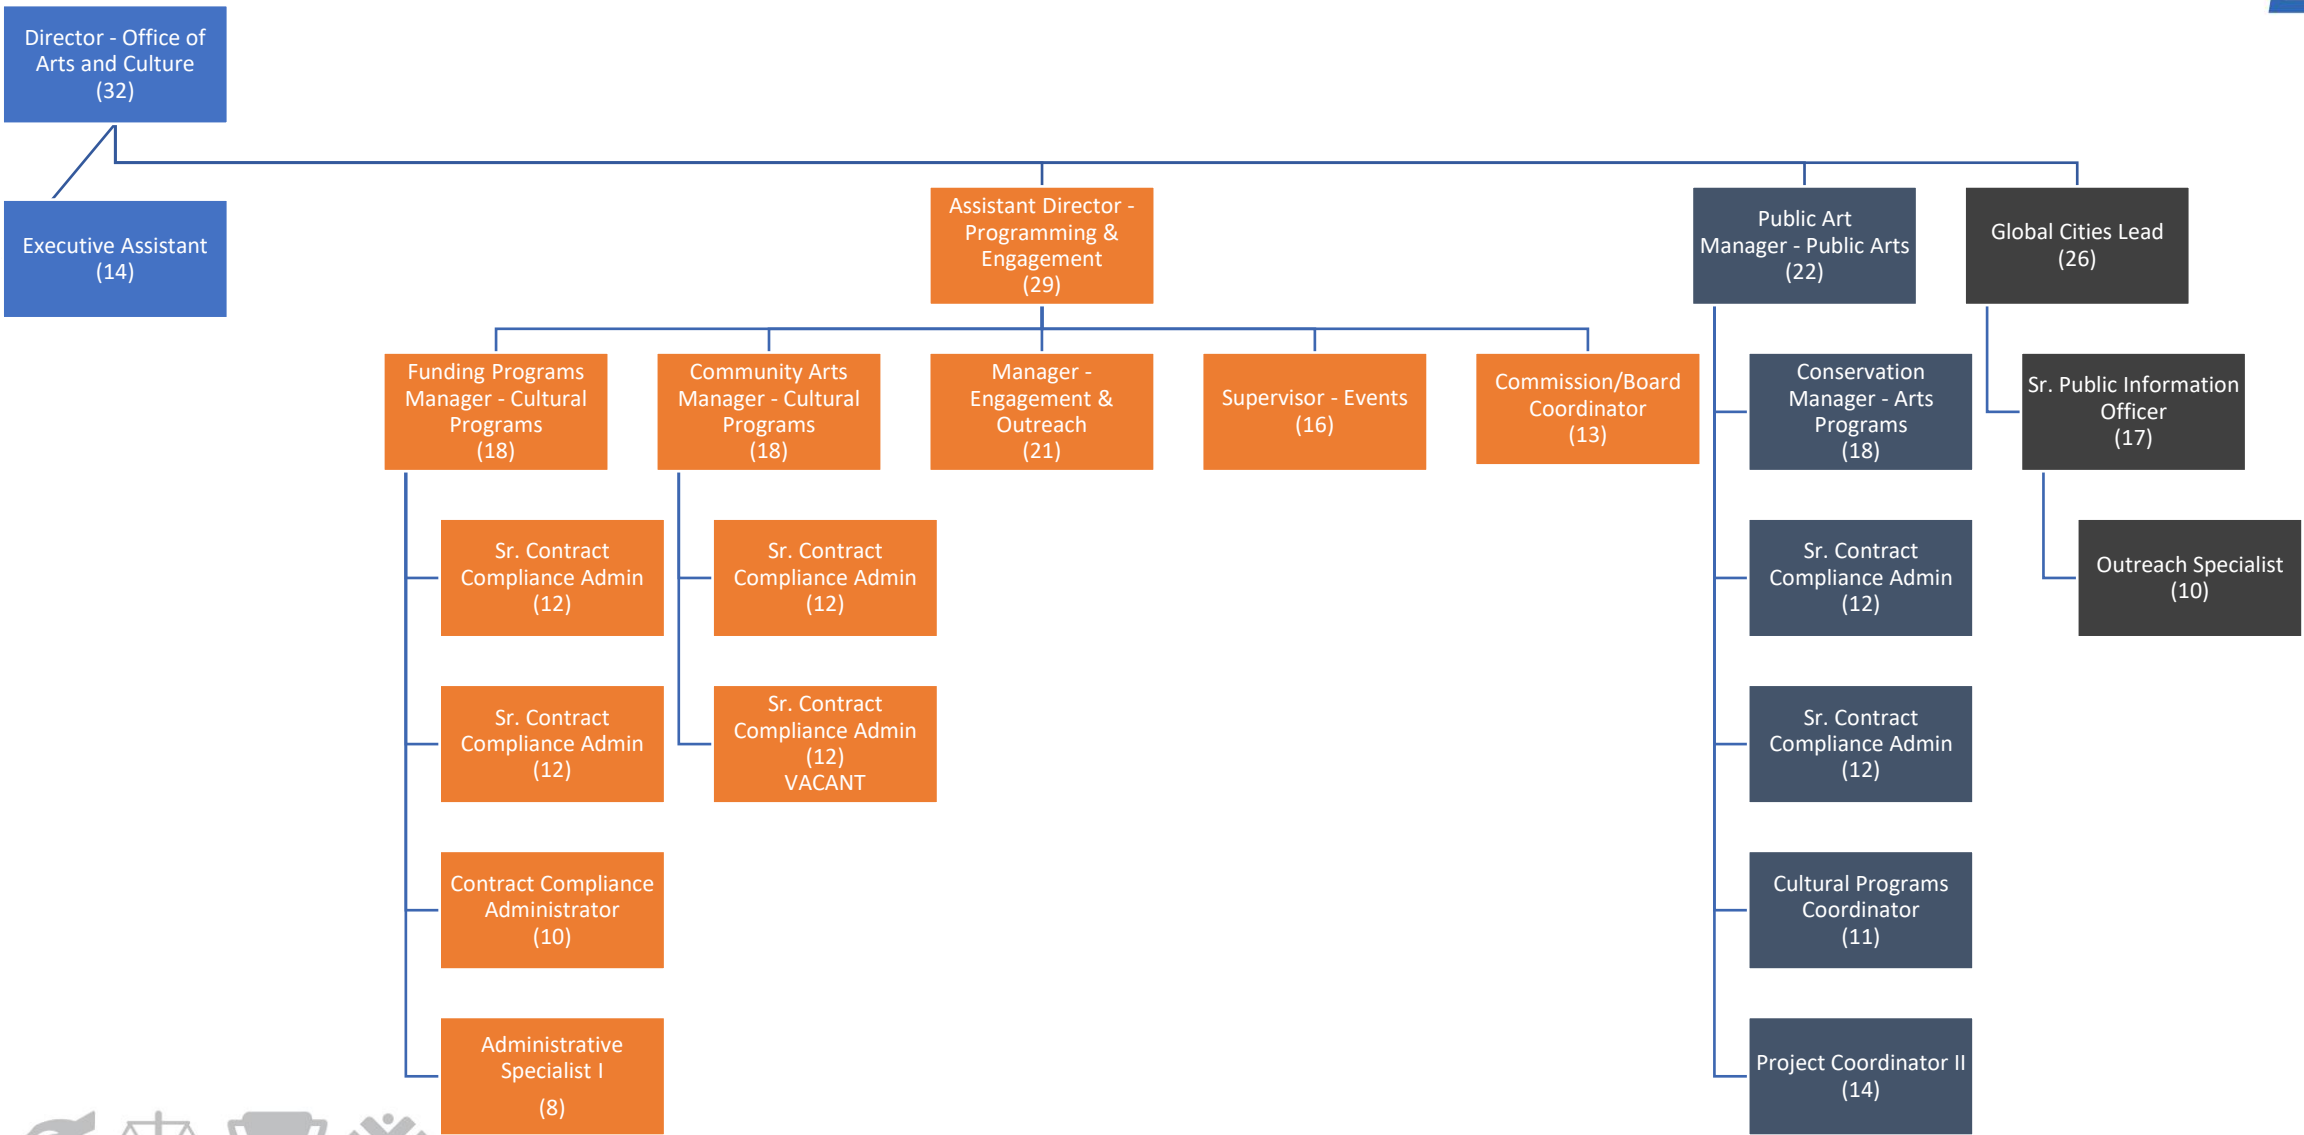 Director - Office of
Arts and Culture
(32)
Executive Assistant
(14)
Assistant Director -
Programming &
Engagement
(29)
Public Art
Manager - Public Arts
(22)
Global Cities Lead
(26)
Funding Programs
Manager - Cultural
Programs
(18)
Community Arts
Manager - Cultural
Programs
(18)
Manager -
Engagement &
Outreach
(21)
Supervisor - Events
(16)
Commission/Board
Coordinator
(13)
Conservation
Manager - Arts
Programs
(18)
Sr. Public Information
Officer
(17)
Sr. Contract
Compliance Admin
(12)
Sr. Contract
Compliance Admin
(12)
Sr. Contract
Compliance Admin
(12)
Outreach Specialist
(10)
Sr. Contract
Compliance Admin
(12)
Sr. Contract
Compliance Admin
(12)
VACANT
Sr. Contract
Compliance Admin
(12)
Contract Compliance
Administrator
(10)
Cultural Programs
Coordinator
(11)
Administrative
Specialist I
(8)
Project Coordinator II
(14)